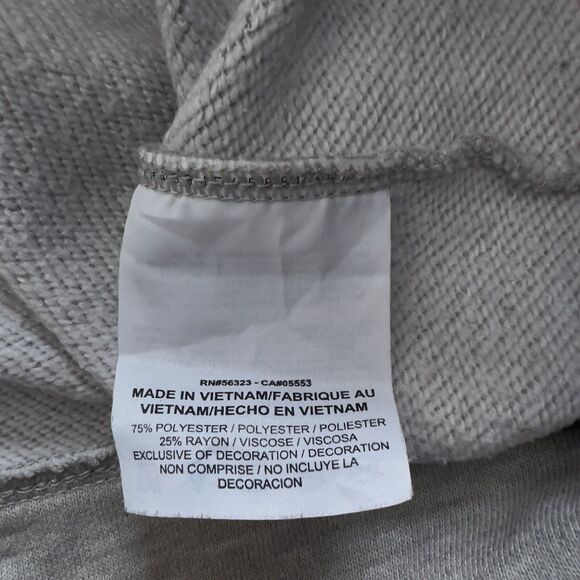 RN#56323 - CA#05553
MADE IN VIETNAM/FABRIQUE AU
VIETNAM/HECHO EN VIETNAM
75% POLYESTER / POLYESTER / POLIESTER
25% RAYON / VISCOSE / VISCOSA
EXCLUSIVE OF DECORATION / DECORATION
NON COMPRISE / NO INCLUYE LA
DECORACION